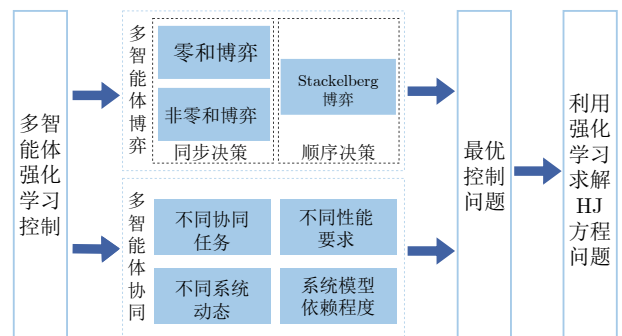 多智
能体
强化
学习
控制
多智能体博弈
零和博弈
非零和博弈
同步决策
Stackelberg
博弈
顺序决策
多智能体协同
不同协同
任务
不同性能
要求
不同系统
动态
系统模型
依赖程度
最优
控制
问题
利用
强化
学习
求解
HJ
方程
问题